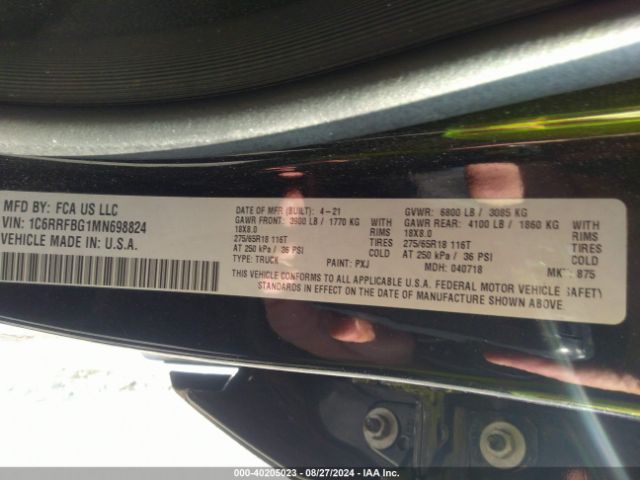 MFD BY: FCA US LLC
VIN: 1C6RRFBG1MN698824
VEHICLE MADE IN: U.S.A.
DATE OF MFR (BUILT): 4-21
GAWR FRONT: 3900 LB / 1770 KG WITH
18X8.0 RIMS
275/65R18 116T TIRES
AT 250 kPa / 36 PSI COLD
TYPE: TRUCK PAINT: PXJ
GVWR: 6800 LB / 3085 KG
GAWR REAR: 4100 LB / 1860 KG WITH
18X8.0 RIMS
275/65R18 116T TIRES
AT 250 kPa / 36 PSI COLD
MDH: 040718 MKT: 875
THIS VEHICLE CONFORMS TO ALL APPLICABLE U.S.A. FEDERAL MOTOR VEHICLE SAFETY
STANDARDS IN EFFECT ON THE DATE OF MANUFACTURE SHOWN ABOVE.
000-40205023 - 08/27/2024 - IAA Inc.